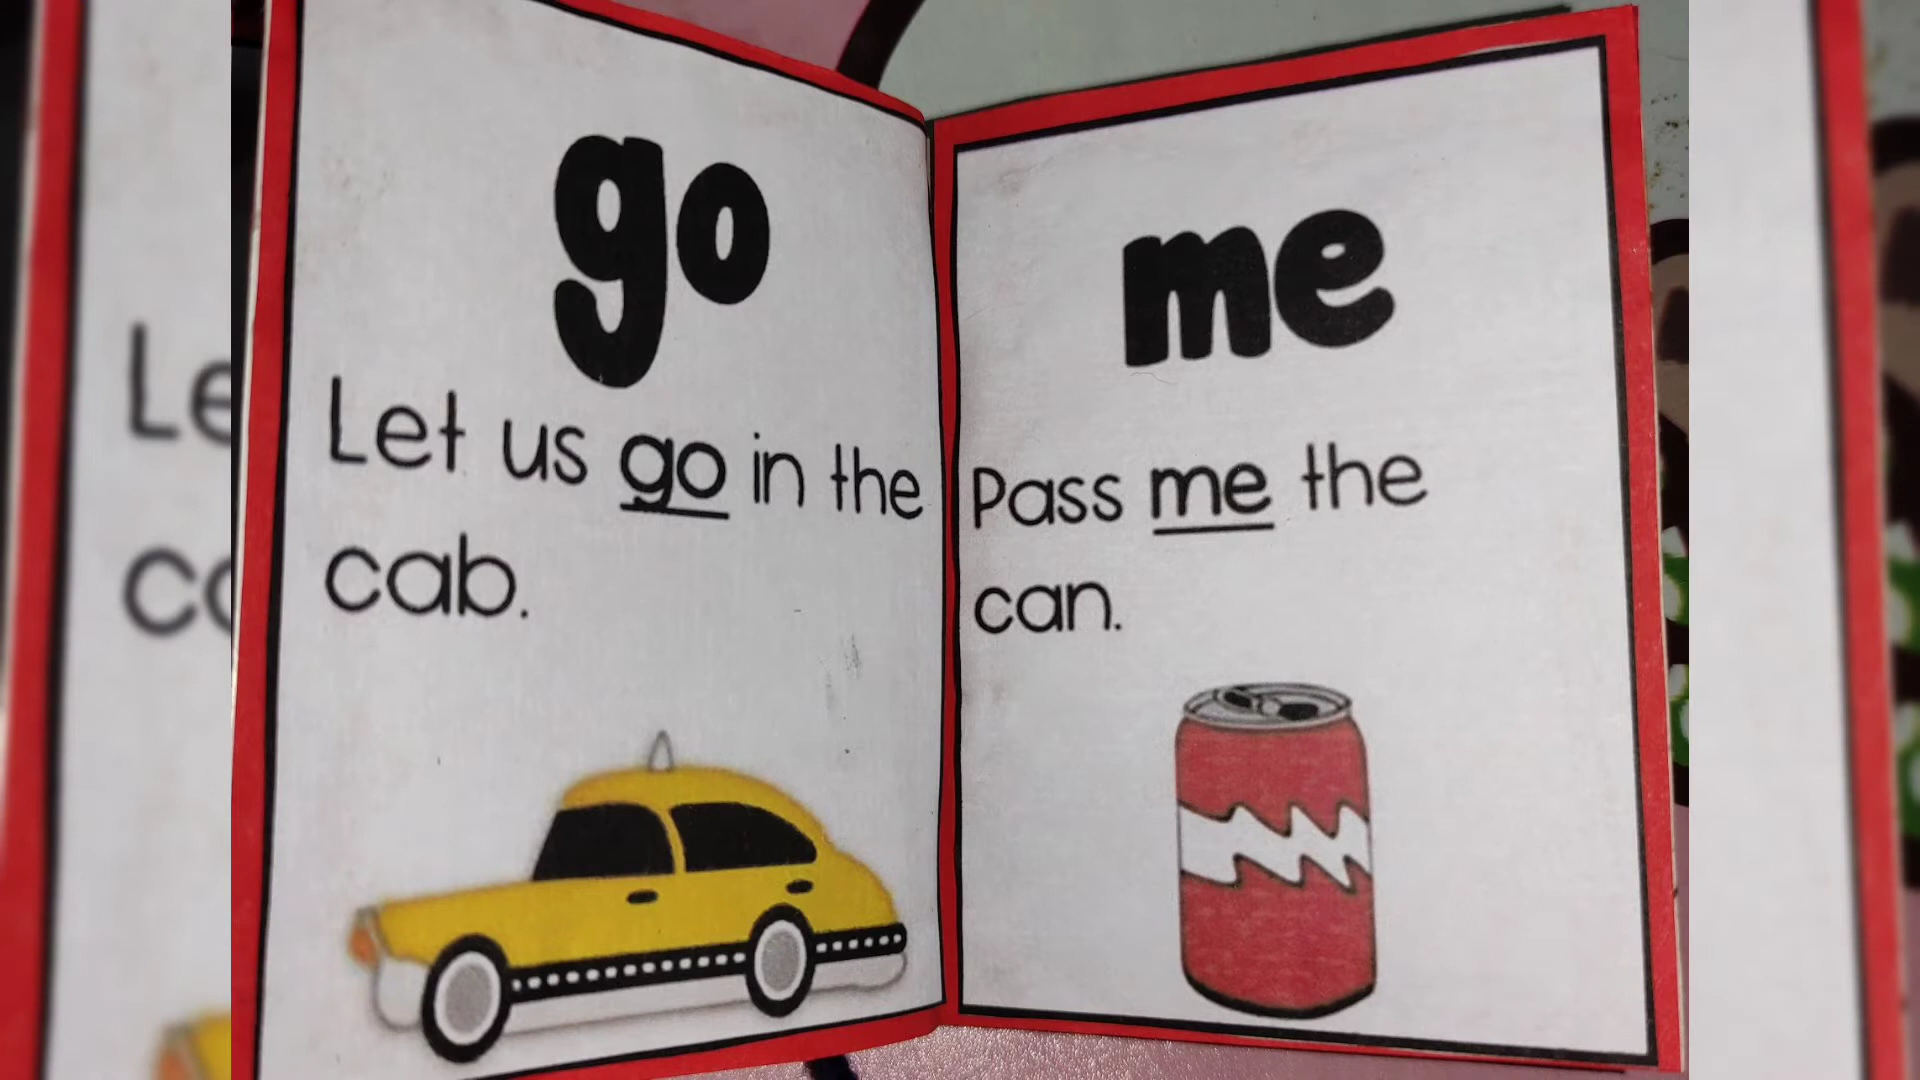 go
Let us go in the
cab.
me
Pass me the
can.